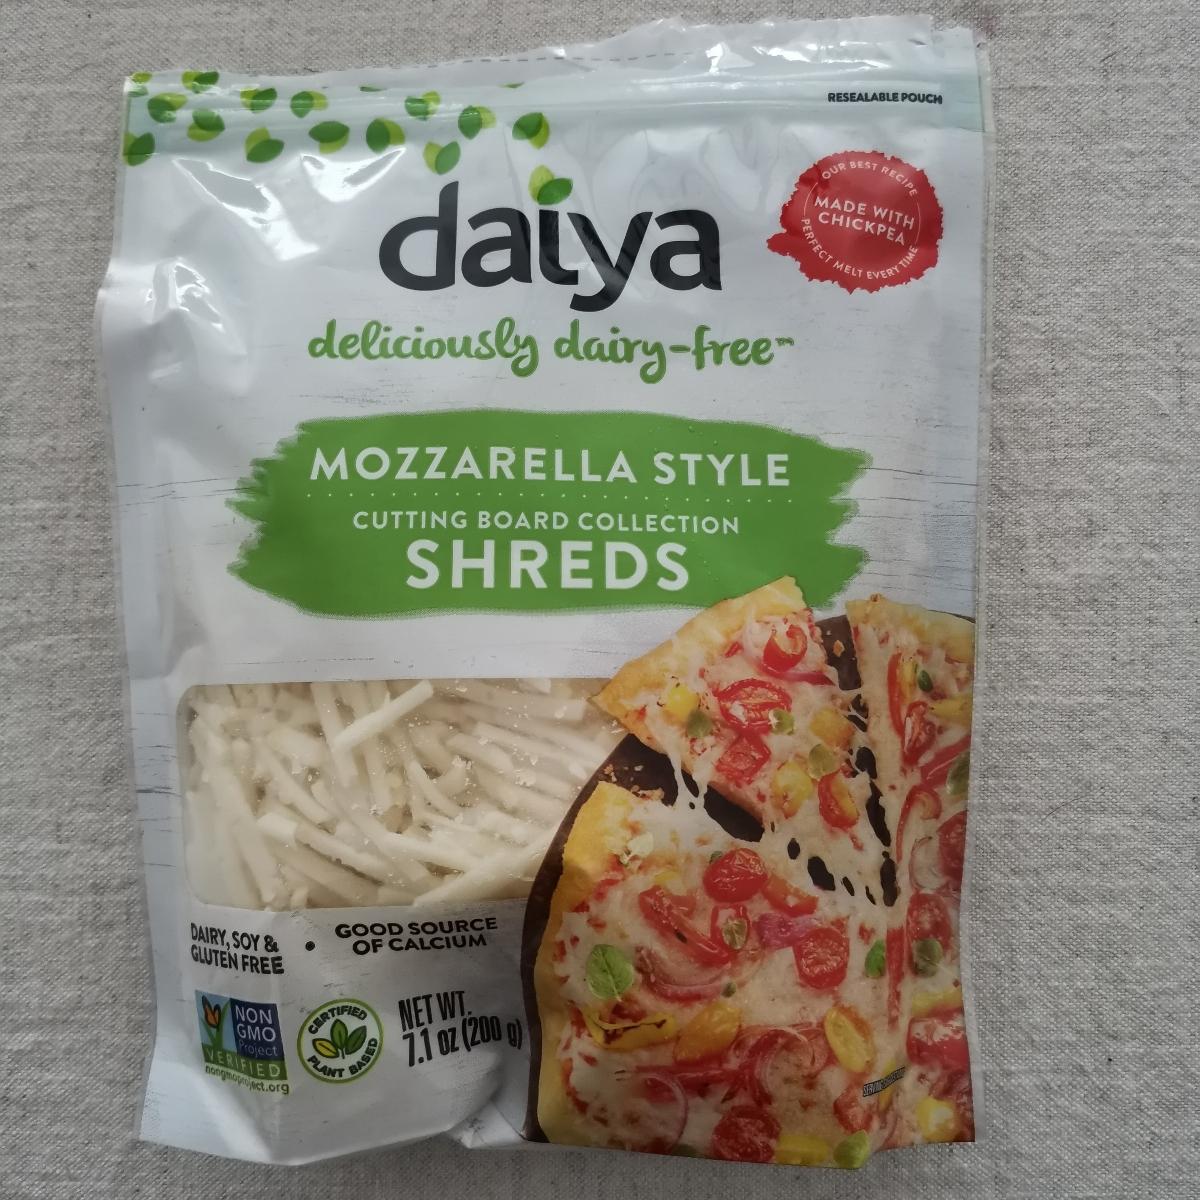 RESEALABLE POUCH
daiya
OUR BEST RECIPE
MADE WITH
CHICKPEA
PERFECT MELT EVERY TIME
deliciously dairy-free™
MOZZARELLA STYLE
CUTTING BOARD COLLECTION
SHREDS
DAIRY, SOY &
GLUTEN FREE
•
GOOD SOURCE
OF CALCIUM
NON
GMO
Project
VERIFIED
nongmoproject.org
CERTIFIED
PLANT BASED
NET WT.
7.1 oz (200 g)